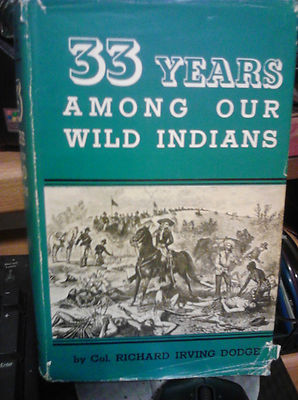 33 YEARS
AMONG OUR
WILD INDIANS
by Col. RICHARD IRVING DODGE